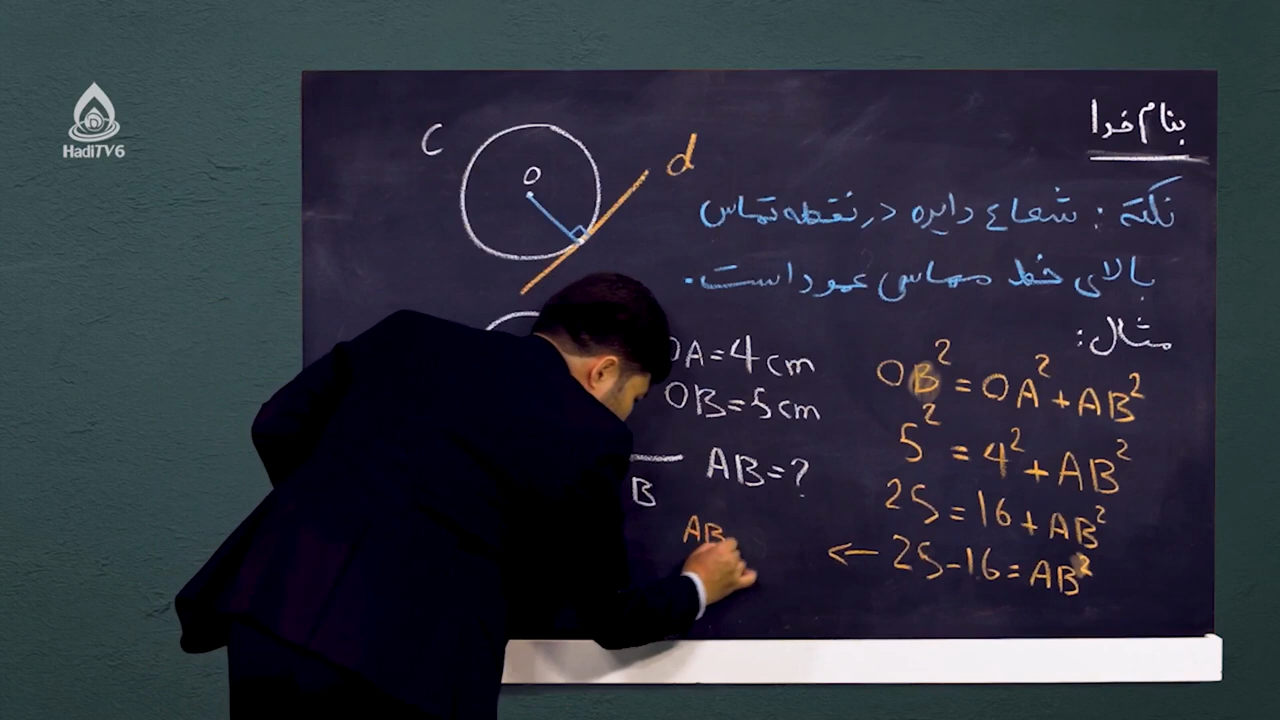 HadiTV6
بنام خدا
نکته: شعاع دایره در نقطه تماس
بالای خط مماس عمود است.
مثال:
C
O
d
OA=4cm
OB=5cm
AB=?
B
AB
OB²=OA²+AB²
5²=4²+AB²
25=16+AB²
←25-16=AB²